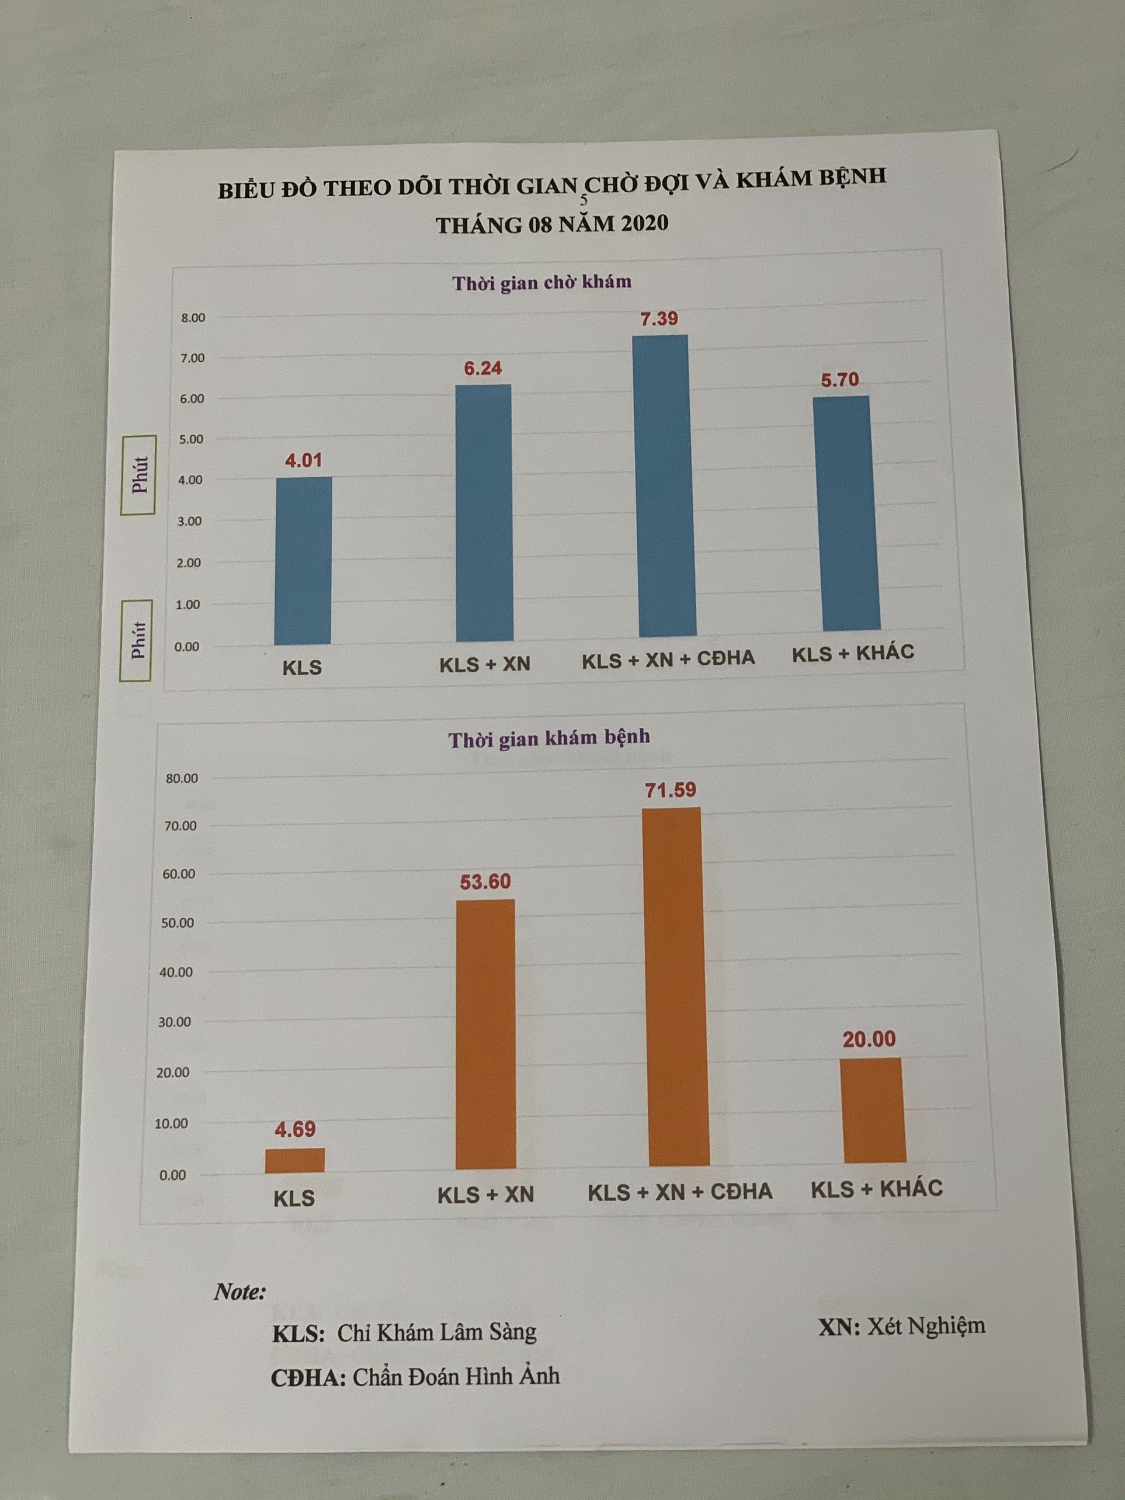 BIỂU ĐỒ THEO DÕI THỜI GIAN CHỜ ĐỢI VÀ KHÁM BỆNH
5
THÁNG 08 NĂM 2020
Thời gian chờ khám
8.00
7.00
6.00
5.00
4.00
3.00
2.00
1.00
0.00
Phút
Phút
4.01
6.24
7.39
5.70
KLS
KLS + XN
KLS + XN + CĐHA
KLS + KHÁC
Thời gian khám bệnh
80.00
70.00
60.00
50.00
40.00
30.00
20.00
10.00
0.00
4.69
53.60
71.59
20.00
KLS
KLS + XN
KLS + XN + CĐHA
KLS + KHÁC
Note:
KLS: Chỉ Khám Lâm Sàng
XN: Xét Nghiệm
CĐHA: Chẩn Đoán Hình Ảnh